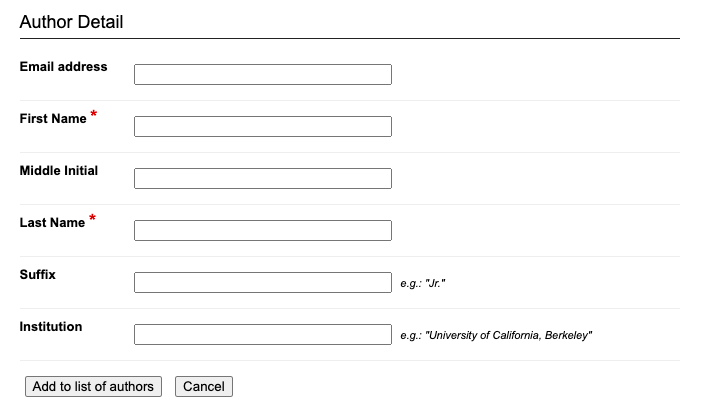 Author Detail
Email address
First Name *
Middle Initial
Last Name *
Suffix e.g.: "Jr."
Institution e.g.: "University of California, Berkeley"
Add to list of authors Cancel